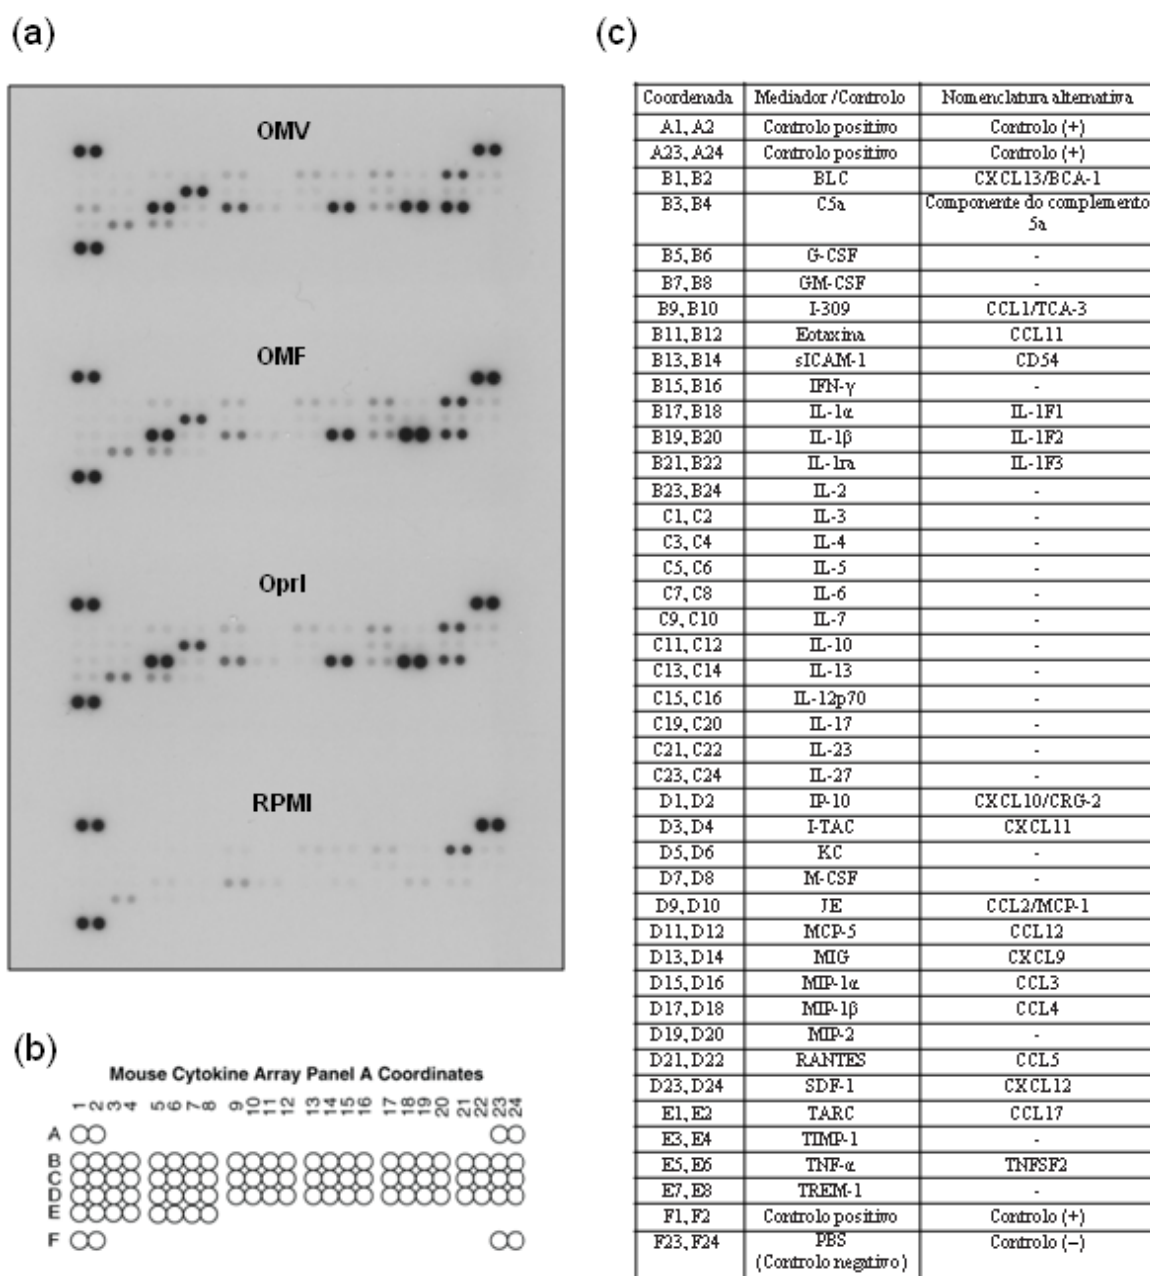 (a)
OMV
OMF
OprI
RPMI
(b)
Mouse Cytokine Array Panel A Coordinates
1 2 3 4 5 6 7 8 9 10 11 12 13 14 15 16 17 18 19 20 21 22 23 24
A
B
C
D
E
F
(c)
Coordenada Mediador/Controlo Nomenclatura alternativa
A1, A2 Controlo positivo Controlo (+)
A23, A24 Controlo positivo Controlo (+)
B1, B2 BLC CXCL13/BCA-1
B3, B4 C5a Componente do complemento
5a
B5, B6 G-CSF -
B7, B8 GM-CSF -
B9, B10 I-309 CCL1/TCA-3
B11, B12 Eotaxina CCL11
B13, B14 sICAM-1 CD54
B15, B16 IFN-γ -
B17, B18 IL-1α IL-1F1
B19, B20 IL-1β IL-1F2
B21, B22 IL-1ra IL-1F3
B23, B24 IL-2 -
C1, C2 IL-3 -
C3, C4 IL-4 -
C5, C6 IL-5 -
C7, C8 IL-6 -
C9, C10 IL-7 -
C11, C12 IL-10 -
C13, C14 IL-13 -
C15, C16 IL-12p70 -
C19, C20 IL-17 -
C21, C22 IL-23 -
C23, C24 IL-27 -
D1, D2 IP-10 CXCL10/CRG-2
D3, D4 I-TAC CXCL11
D5, D6 KC -
D7, D8 M-CSF -
D9, D10 JE CCL2/MCP-1
D11, D12 MCP-5 CCL12
D13, D14 MIG CXCL9
D15, D16 MIP-1α CCL3
D17, D18 MIP-1β CCL4
D19, D20 MIP-2 -
D21, D22 RANTES CCL5
D23, D24 SDF-1 CXCL12
E1, E2 TARC CCL17
E3, E4 TIMP-1 -
E5, E6 TNF-α TNFSF2
E7, E8 TREM-1 -
F1, F2 Controlo positivo Controlo (+)
F23, F24 PBS Controlo (–)
(Controlo negativo)